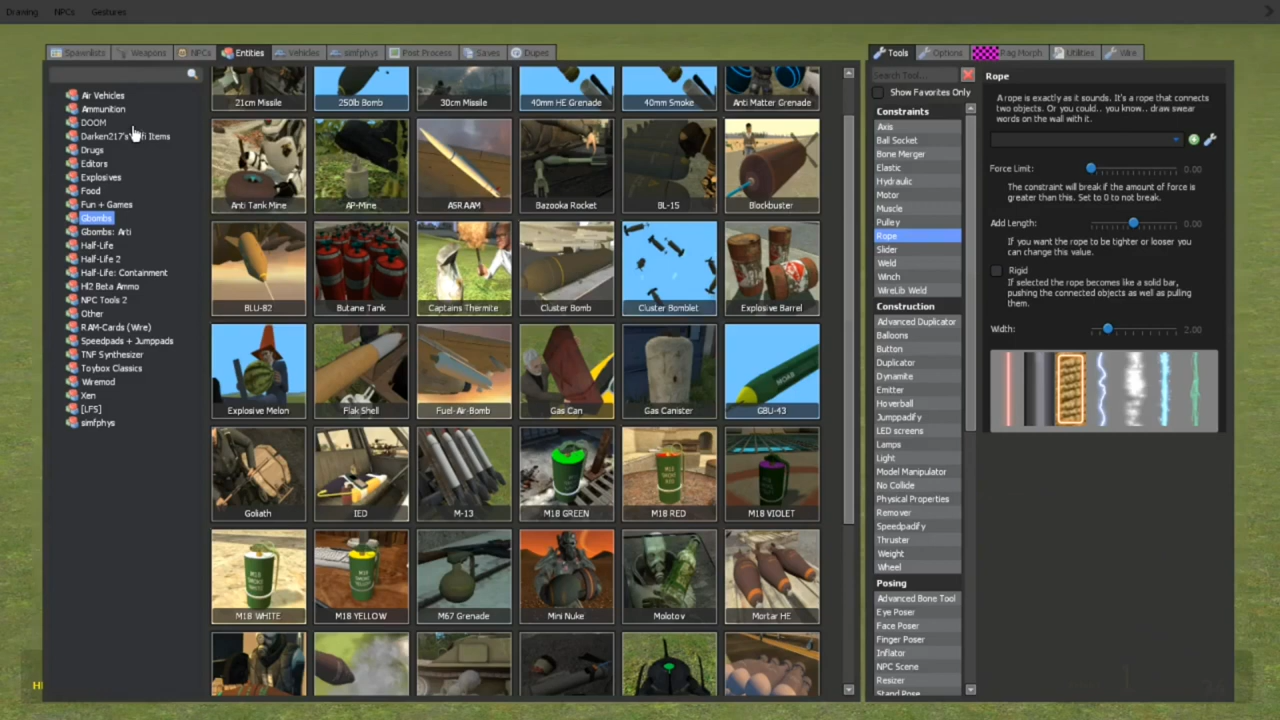 Drawing NPCs Gestures
Spawnlists Weapons NPCs Entities Vehicles simfphys Post Process Saves Dupes
Air Vehicles
Ammunition
DOOM
Darken217's
Items
Drugs
Editors
Explosives
Food
Fun + Games
Gbombs
Gbombs: Arti
Half-Life
Half-Life 2
Half-Life: Containment
Hl2 Beta Ammo
NPC Tools 2
Other
RAM-Cards (Wire)
Speedpads + Jumppads
TNF Synthesizer
Toybox Classics
Wiremod
Xen
[LFS]
simfphys
21cm Missile 250lb Bomb 30cm Missile 40mm HE Grenade 40mm Smoke Anti Matter Grenade
Anti Tank Mine AP-Mine ASRAAM Bazooka Rocket BL-15 Blockbuster
BLU-82 Butane Tank Captains Thermite Cluster Bomb Cluster Bomblet Explosive Barrel
Explosive Melon Flak Shell Fuel-Air-Bomb Gas Can Gas Canister GBU-43
Goliath IED M-13 M18 GREEN M18 RED M18 VIOLET
M18 WHITE M18 YELLOW M67 Grenade Mini Nuke Molotov Mortar HE
Tools Options Rag Morph Utilities Wire
Search Tool...
Show Favorites Only
Constraints
Axis
Ball Socket
Bone Merger
Elastic
Hydraulic
Motor
Muscle
Pulley
Rope
Slider
Weld
Winch
WireLib Weld
Construction
Advanced Duplicator
Balloons
Button
Duplicator
Dynamite
Emitter
Hoverball
Jumppadify
LED screens
Lamps
Light
Model Manipulator
No Collide
Physical Properties
Remover
Speedpadify
Thruster
Weight
Wheel
Posing
Advanced Bone Tool
Eye Poser
Face Poser
Finger Poser
Inflator
NPC Scene
Resizer
Stand Pose
Rope
A rope is exactly as it sounds. It's a rope that connects
two objects. Or you could.. you know.. draw swear
words on the wall with it.
Force Limit: 0.00
The constraint will break if the amount of force is
greater than this. Set to 0 to not break.
Add Length: 0.00
If you want the rope to be tighter or looser you
can change this value.
Rigid
If selected the rope becomes like a solid bar,
pushing the connected objects as well as pulling
them.
Width: 2.00